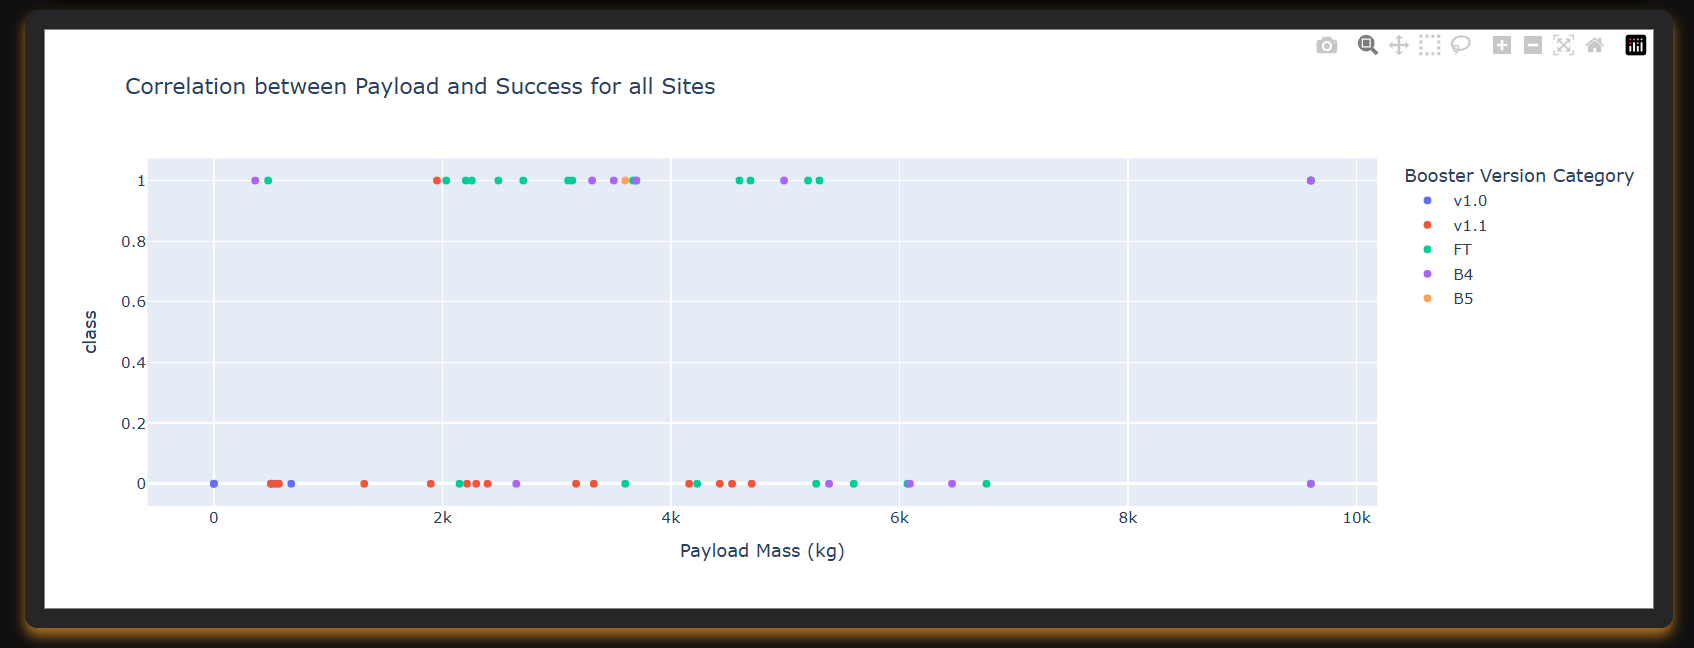 Correlation between Payload and Success for all Sites
Booster Version Category
v1.0
v1.1
FT
B4
B5
class
1
0.8
0.6
0.4
0.2
0
0
2k
4k
6k
8k
10k
Payload Mass (kg)